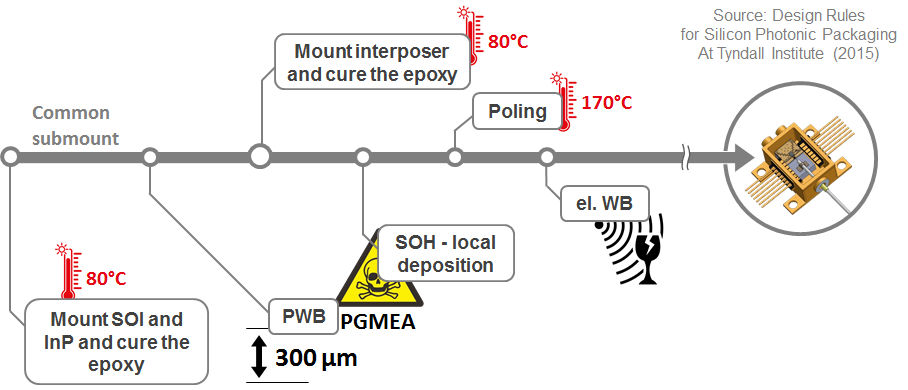 Source: Design Rules
for Silicon Photonic Packaging
At Tyndall Institute (2015)
Mount interposer
and cure the epoxy
80°C
Poling
170°C
Common
submount
el. WB
SOH - local
deposition
80°C
Mount SOI and
InP and cure the
epoxy
PWB
PGMEA
300 µm